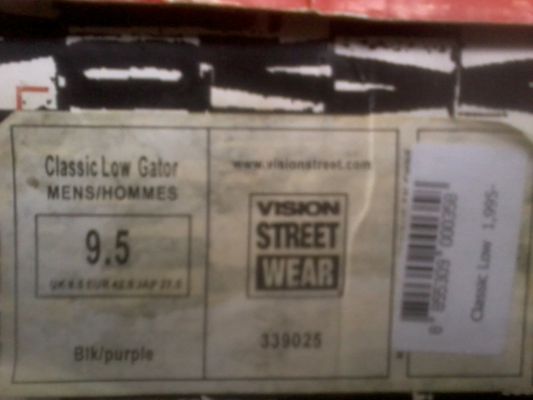 Classic Low Gator
MENS/HOMMES
9.5
Blk/purple
www.visionstreet.com
VISION
STREET
WEAR
339025
Classic Low 1,995-